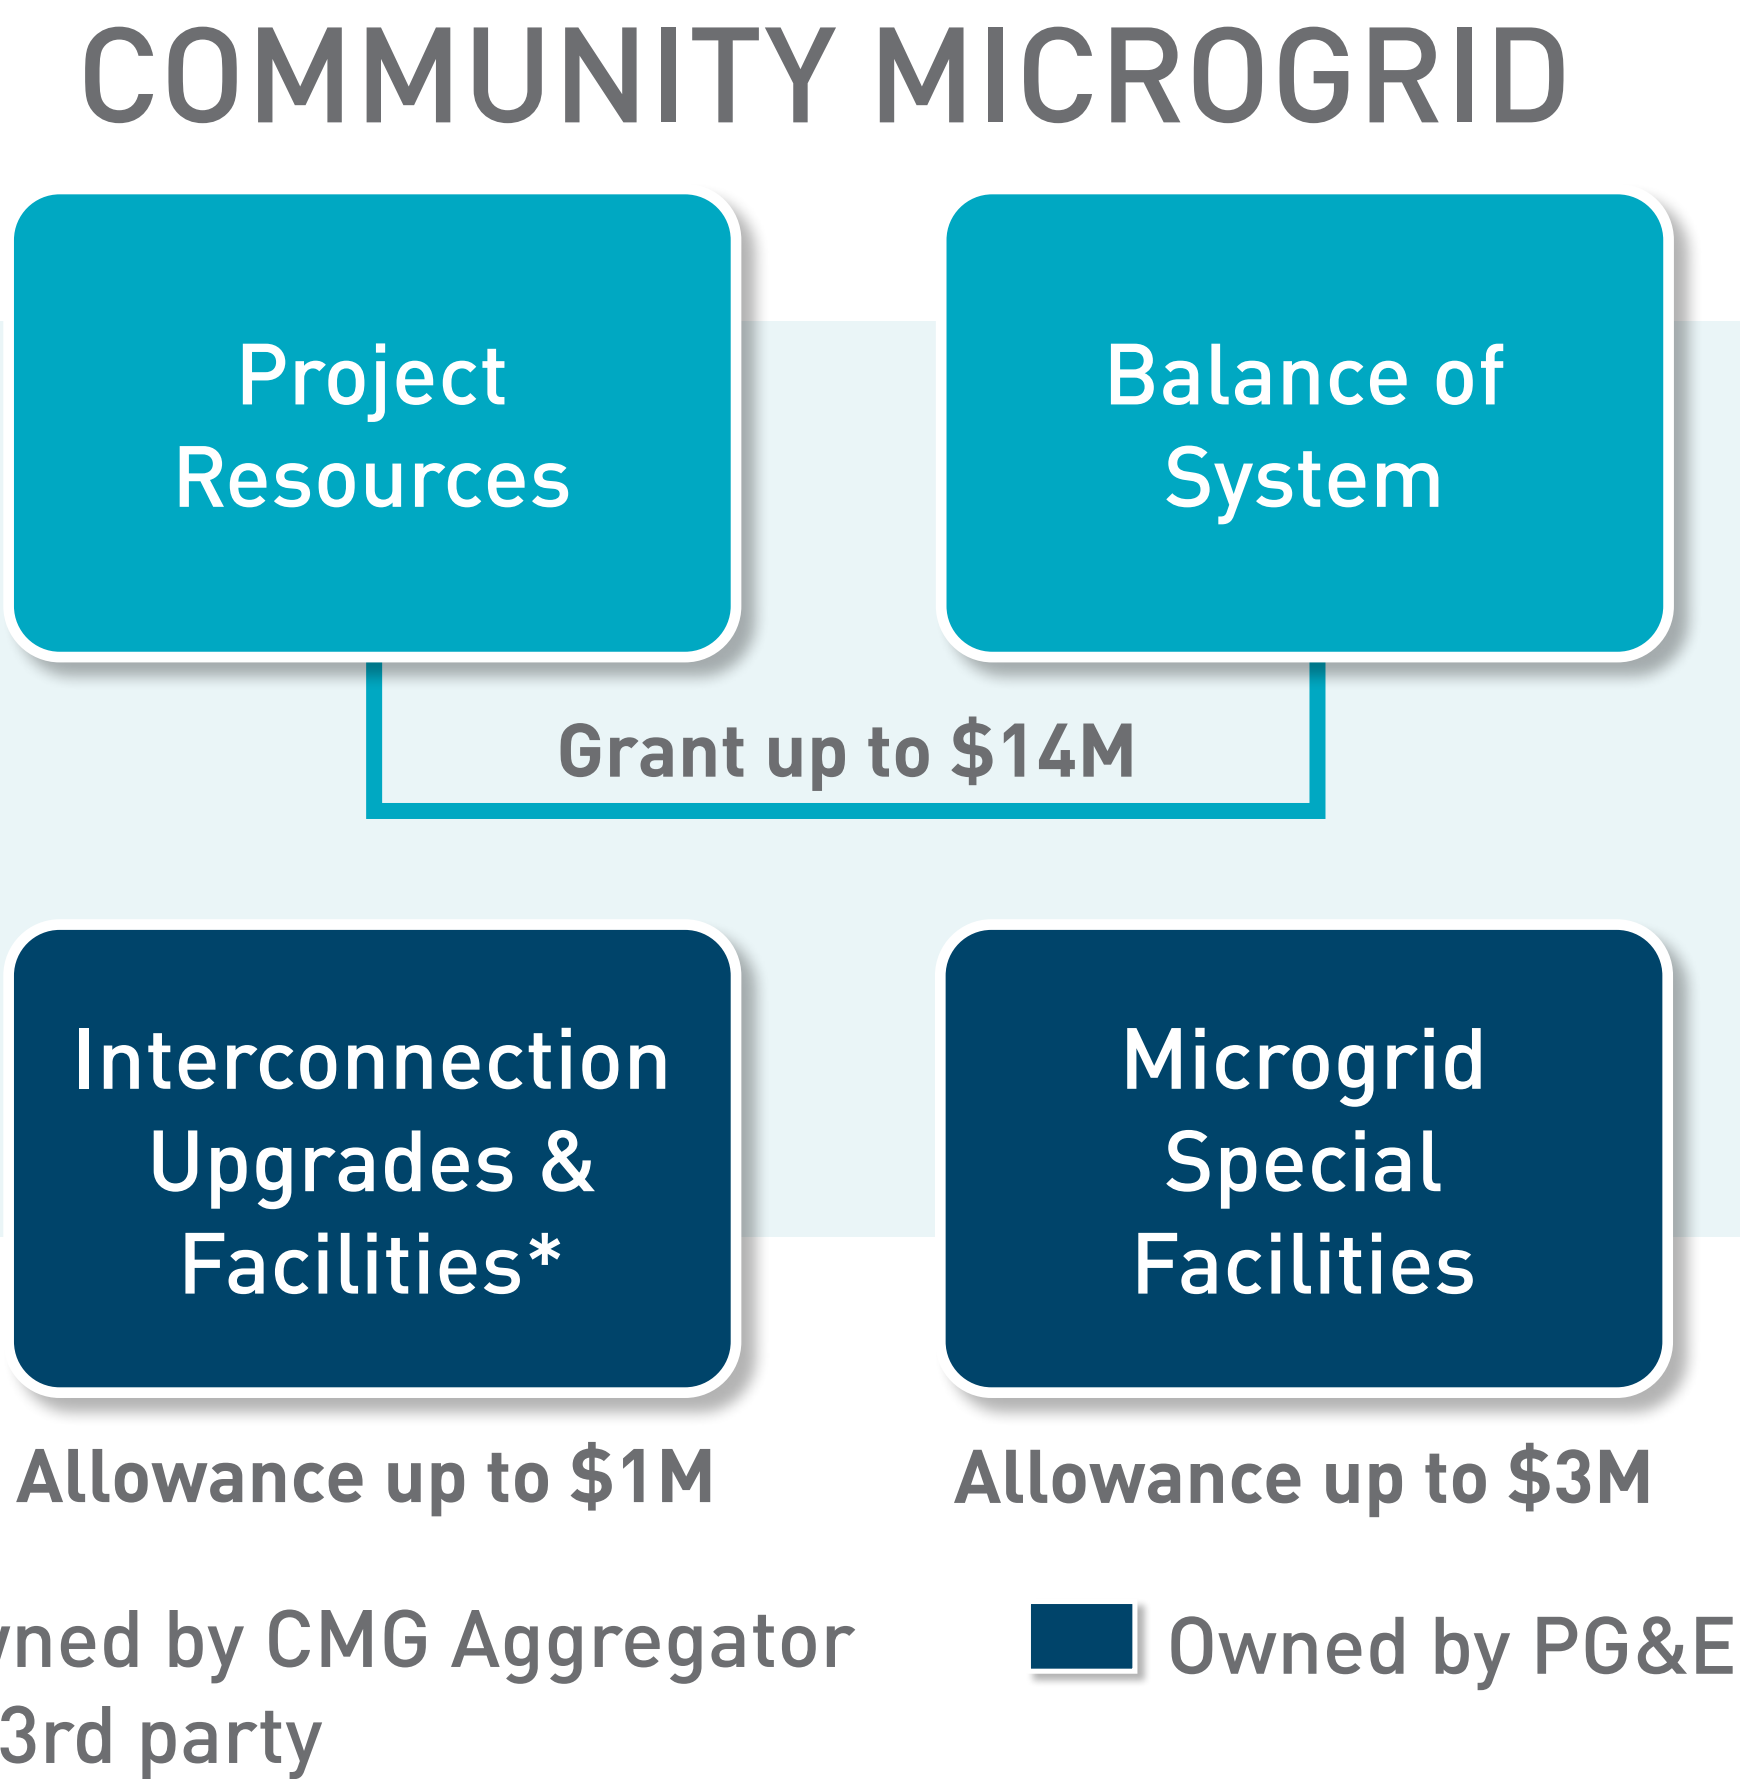 COMMUNITY MICROGRID
Project
Resources
Balance of
System
Grant up to $14M
Interconnection
Upgrades &
Facilities*
Microgrid
Special
Facilities
Allowance up to $1M
Allowance up to $3M
by CMG Aggregator
3rd party
Owned by PG&E